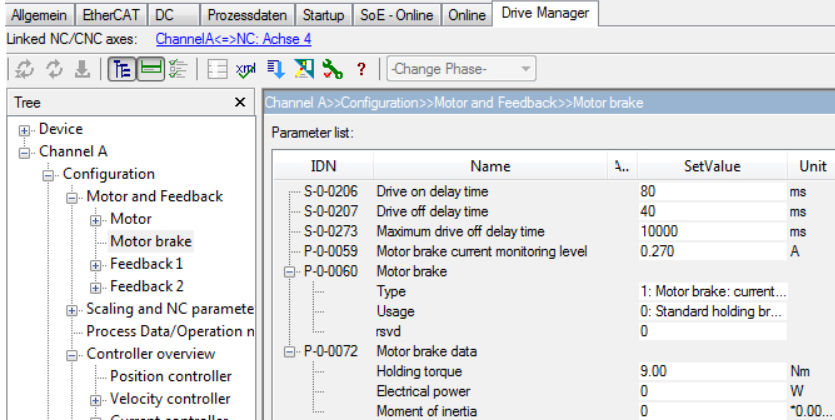 Allgemein EtherCAT DC Prozessdaten Startup SoE - Online Online Drive Manager
Linked NC/CNC axes: ChannelA<=>NC: Achse 4
xml ? -Change Phase-
Tree × Channel A>>Configuration>>Motor and Feedback>>Motor brake
Device
Channel A
Configuration
Motor and Feedback
Motor
Motor brake
Feedback 1
Feedback 2
Scaling and NC paramete
Process Data/Operation n
Controller overview
Position controller
Velocity controller
Current controller
Parameter list:
IDN Name A... SetValue Unit
S-0-0206 Drive on delay time 80 ms
S-0-0207 Drive off delay time 40 ms
S-0-0273 Maximum drive off delay time 10000 ms
P-0-0059 Motor brake current monitoring level 0.270 A
P-0-0060 Motor brake
Type 1: Motor brake: current...
Usage 0: Standard holding br...
rsvd 0
P-0-0072 Motor brake data
Holding torque 9.00 Nm
Electrical power 0 W
Moment of inertia 0 *0.00...